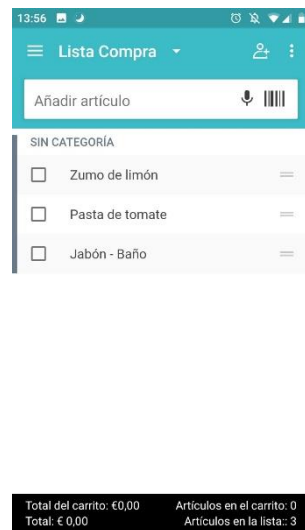 13:56
Lista Compra
Añadir artículo
SIN CATEGORÍA
Zumo de limón
Pasta de tomate
Jabón - Baño
Total del carrito: €0,00 Artículos en el carrito: 0
Total: € 0,00 Artículos en la lista:: 3